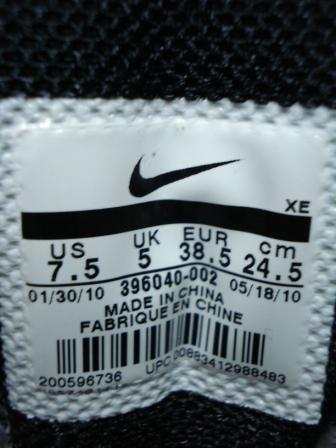 XE
US UK EUR cm
7.5 5 38.5 24.5
01/30/10 396040-002 05/18/10
MADE IN CHINA
FABRIQUE EN CHINE
200596736 UPC 00883412988483